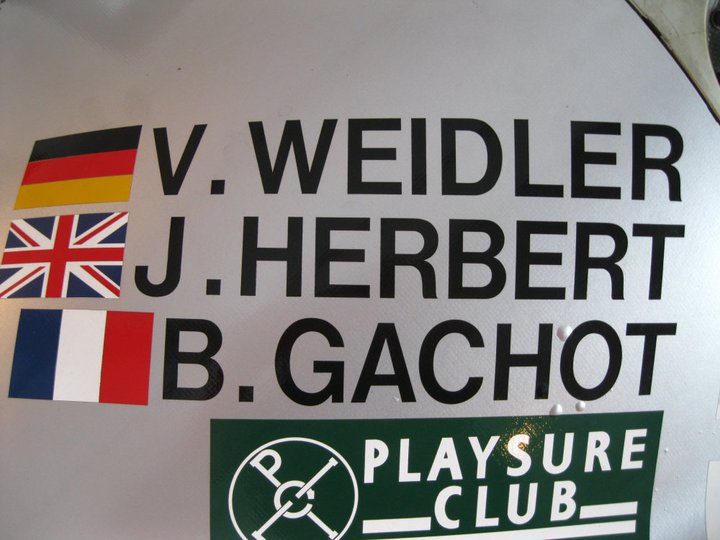 V. WEIDLER
J. HERBERT
B. GACHOT
PLAYSURE
CLUB